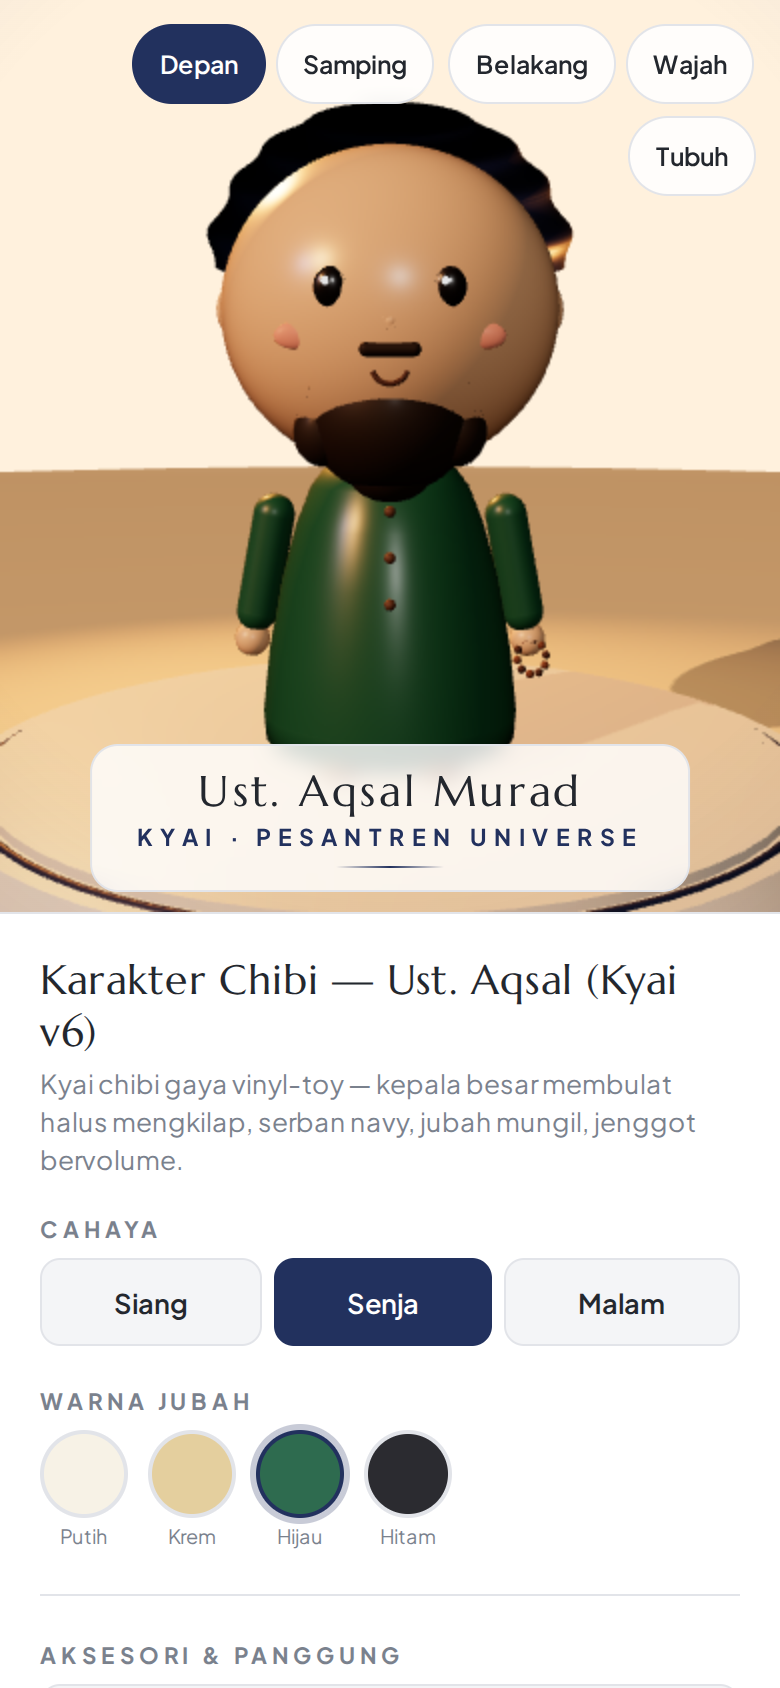 Depan Samping Belakang Wajah
Tubuh
Ust. Aqsal Murad
KYAI · PESANTREN UNIVERSE
Karakter Chibi — Ust. Aqsal (Kyai
v6)
Kyai chibi gaya vinyl-toy — kepala besar membulat
halus mengkilap, serban navy, jubah mungil, jenggot
bervolume.
CAHAYA
Siang Senja Malam
WARNA JUBAH
Putih Krem Hijau Hitam
AKSESORI & PANGGUNG